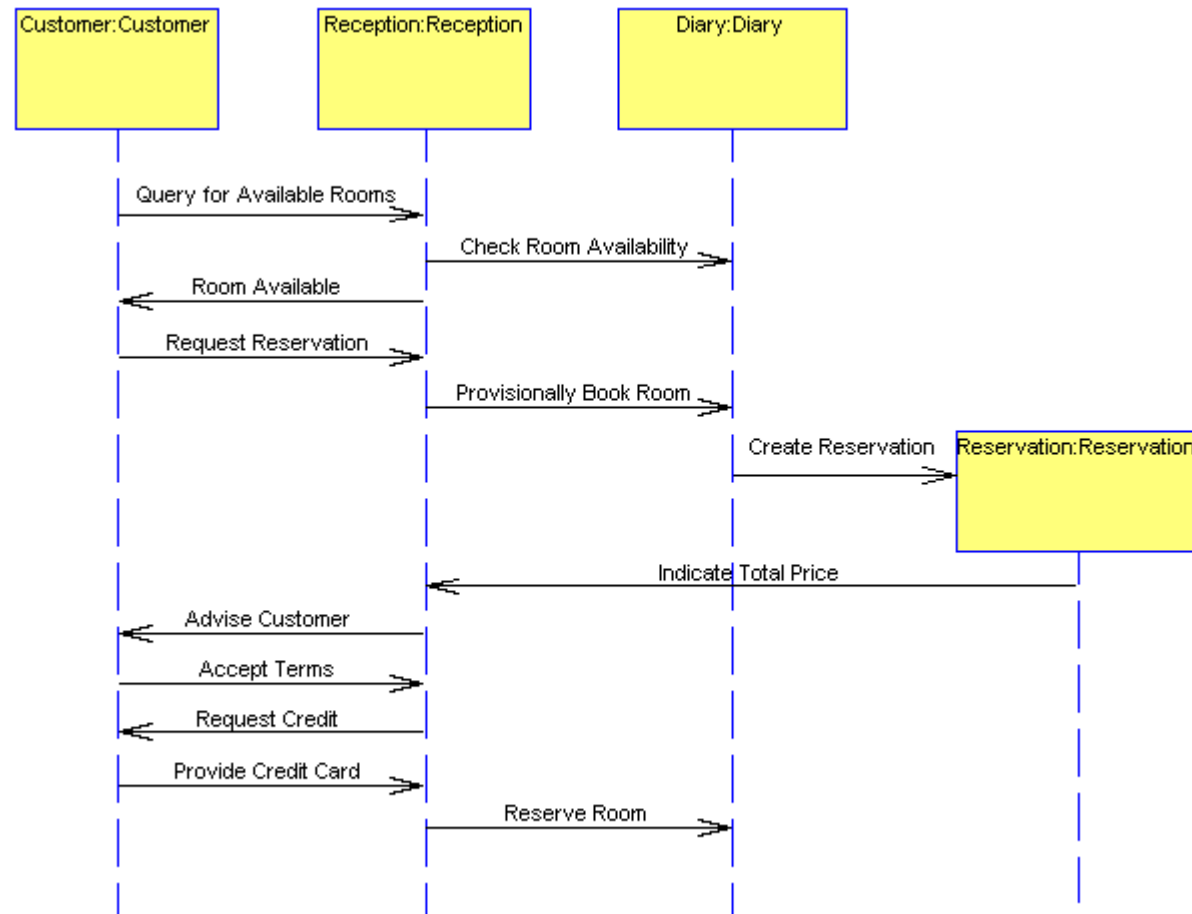 Customer:Customer
Reception:Reception
Diary:Diary
Query for Available Rooms
Check Room Availability
Room Available
Request Reservation
Provisionally Book Room
Create Reservation
Reservation:Reservation
Indicate Total Price
Advise Customer
Accept Terms
Request Credit
Provide Credit Card
Reserve Room